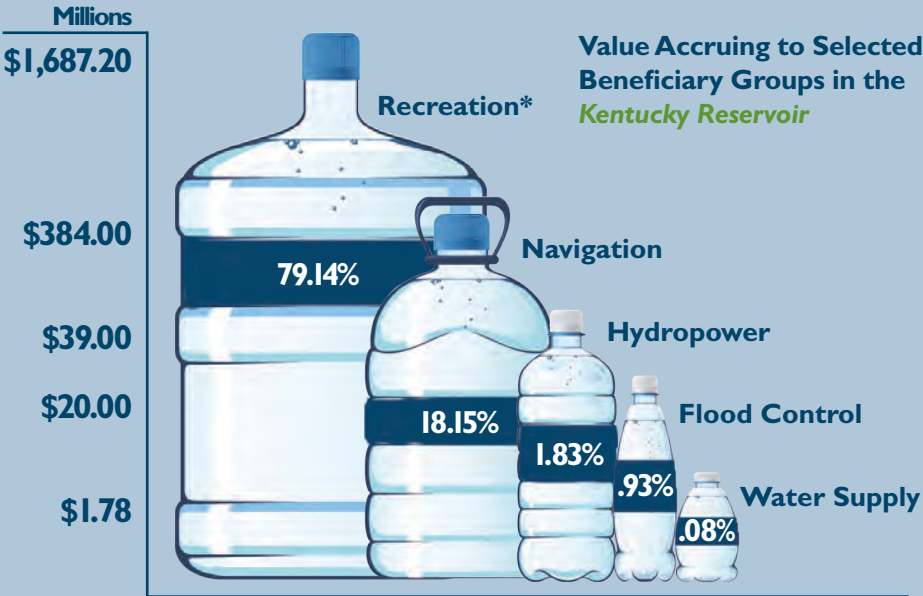 Millions
$1,687.20
Value Accruing to Selected
Beneficiary Groups in the
Kentucky Reservoir
Recreation*
$384.00
Navigation
79.14%
$39.00
Hydropower
$20.00
Flood Control
18.15%
1.83%
.93%
Water Supply
$1.78
.08%